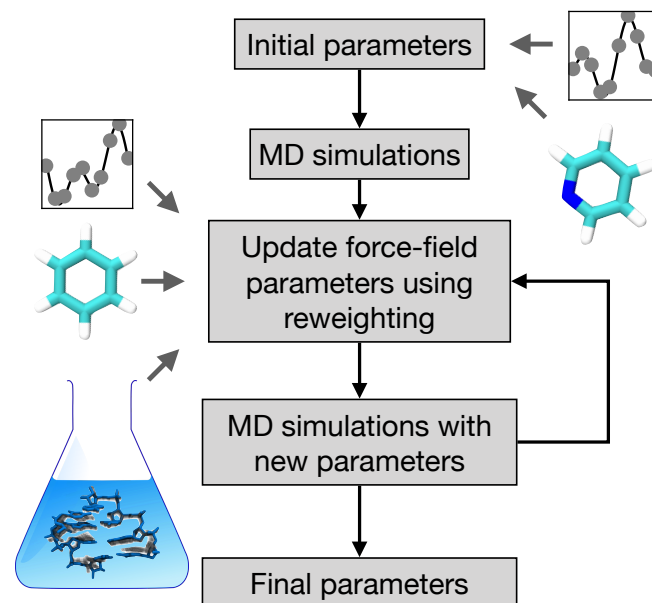 Initial parameters
MD simulations
Update force-field
parameters using
reweighting
MD simulations with
new parameters
Final parameters